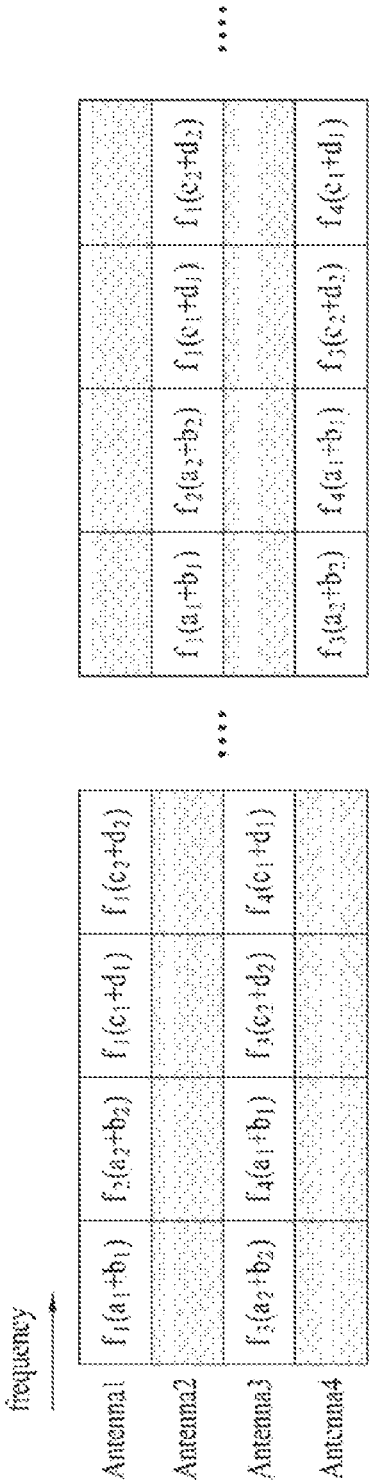 frequency
Antenna1 f₁(a₁+b₁) f₂(a₂+b₂) f₁(c₁+d₁) f₁(c₂+d₂)
Antenna2 .... f₁(a₁+b₁) f₂(a₂+b₂) f₁(c₁+d₁) f₁(c₂+d₂) ....
Antenna3 f₃(a₂+b₂) f₄(a₁+b₁) f₃(c₂+d₂) f₄(c₁+d₁)
Antenna4 f₃(a₂+b₂) f₄(a₁+b₁) f₃(c₂+d₂) f₄(c₁+d₁)